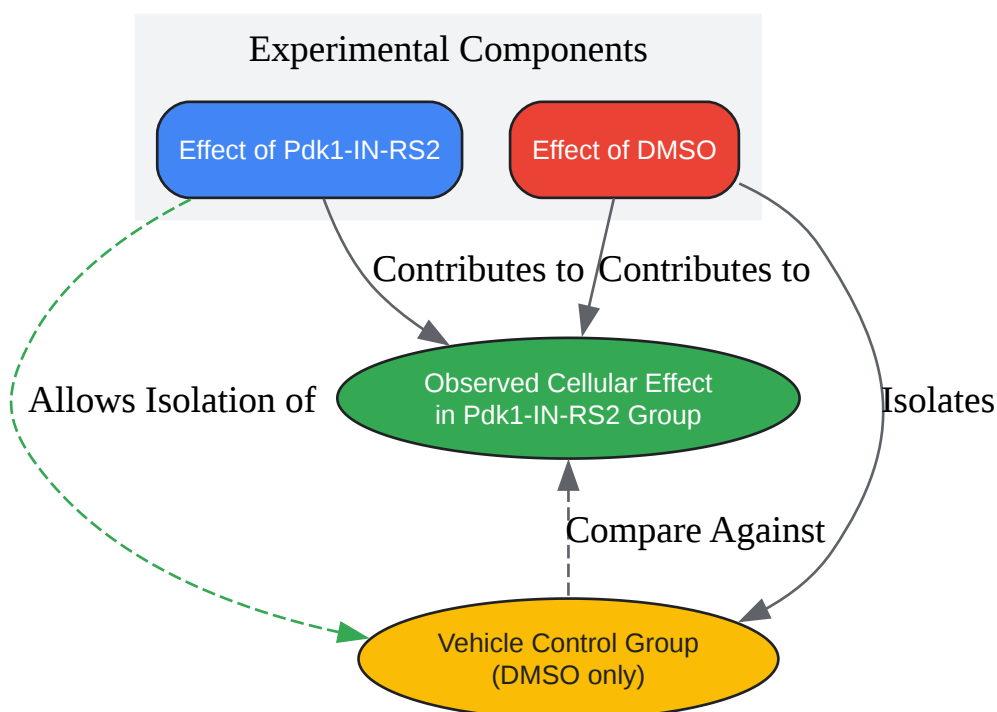 Experimental Components
Effect of Pdk1-IN-RS2
Effect of DMSO
Contributes to
Contributes to
Allows Isolation of
Observed Cellular Effect
in Pdk1-IN-RS2 Group
Isolates
Compare Against
Vehicle Control Group
(DMSO only)